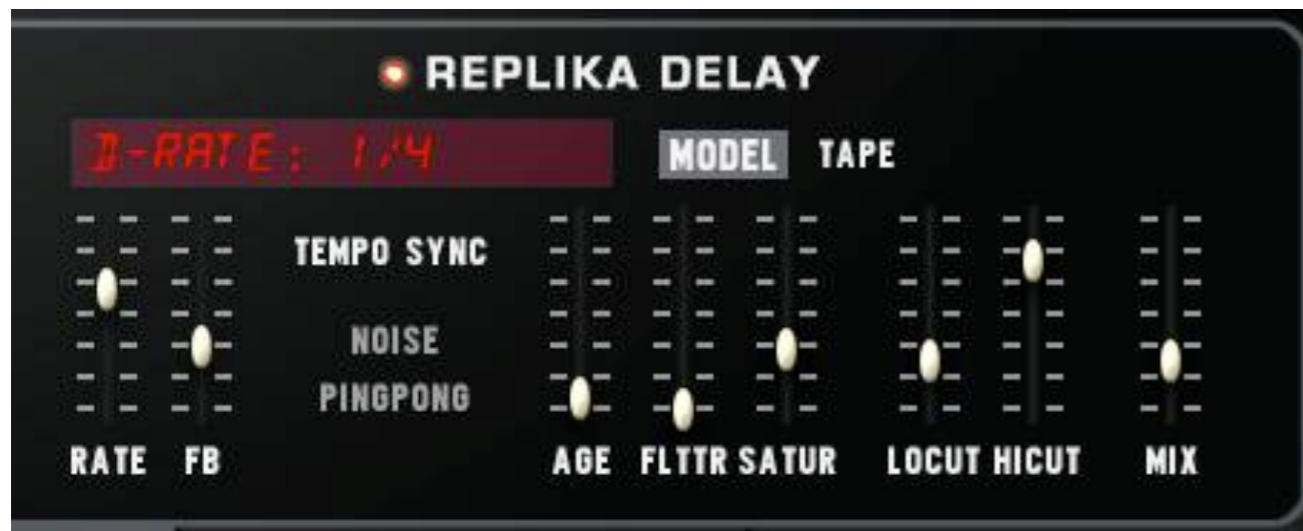 REPLIKA DELAY
D-RATE: 1/4
MODEL TAPE
TEMPO SYNC
NOISE
PINGPONG
RATE FB AGE FLTTR SATUR LOCUT HICUT MIX